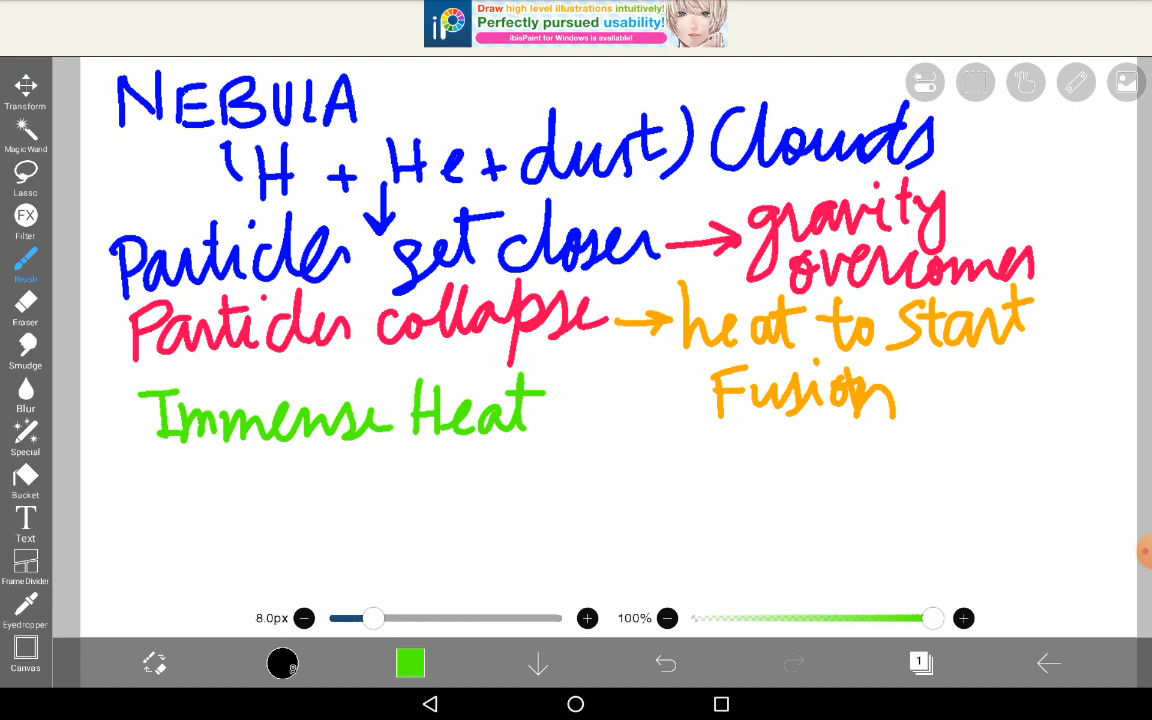 Draw high level illustrations intuitively!
Perfectly pursued usability!
ibisPaint for Windows is available!
iP
NEBULA
(H + He + dust) Clouds
Particles get closer → gravity overcomes
Particles collapse → heat to start Fusion
Immense Heat
Transform
Magic Wand
Lasso
FX
Filter
Brush
Eraser
Smudge
Blur
Special
Bucket
T
Text
Frame Divider
Eyedropper
Canvas
8.0px
100%
1